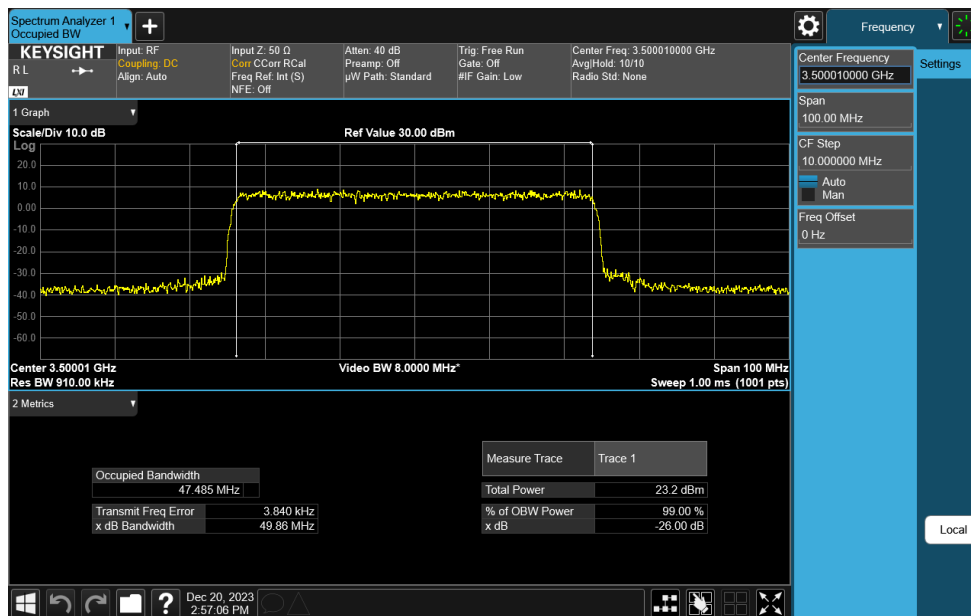 Spectrum Analyzer 1
Occupied BW
Frequency
KEYSIGHT
R L
LXI
Input: RF
Coupling: DC
Align: Auto
Input Z: 50 Ω
Corr CCorr RCal
Freq Ref: Int (S)
NFE: Off
Atten: 40 dB
Preamp: Off
µW Path: Standard
Trig: Free Run
Gate: Off
#IF Gain: Low
Center Freq: 3.500010000 GHz
Avg|Hold: 10/10
Radio Std: None
Center Frequency
3.500010000 GHz
Settings
Span
100.00 MHz
CF Step
10.000000 MHz
Auto
Man
Freq Offset
0 Hz
Local
1 Graph
Scale/Div 10.0 dB
Ref Value 30.00 dBm
Log
20.0
10.0
0.00
-10.0
-20.0
-30.0
-40.0
-50.0
-60.0
Center 3.50001 GHz
Video BW 8.0000 MHz*
Span 100 MHz
Res BW 910.00 kHz
Sweep 1.00 ms (1001 pts)
2 Metrics
Measure Trace
Trace 1
Occupied Bandwidth
47.485 MHz
Total Power
23.2 dBm
Transmit Freq Error
3.840 kHz
% of OBW Power
99.00 %
x dB Bandwidth
49.86 MHz
x dB
-26.00 dB
?
Dec 20, 2023
2:57:06 PM